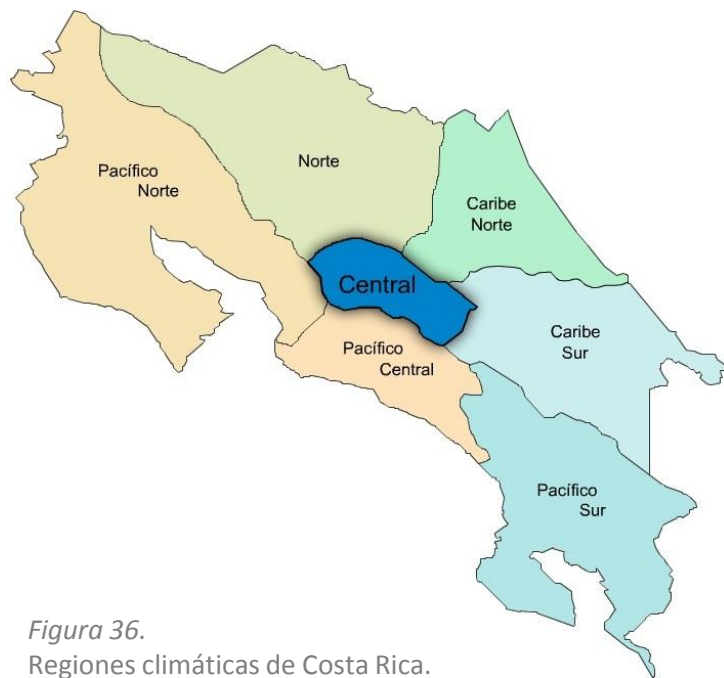 Norte
Pacífico
Norte
Caribe
Norte
Central
Caribe
Sur
Pacífico
Central
Pacífico
Sur
Figura 36.
Regiones climáticas de Costa Rica.